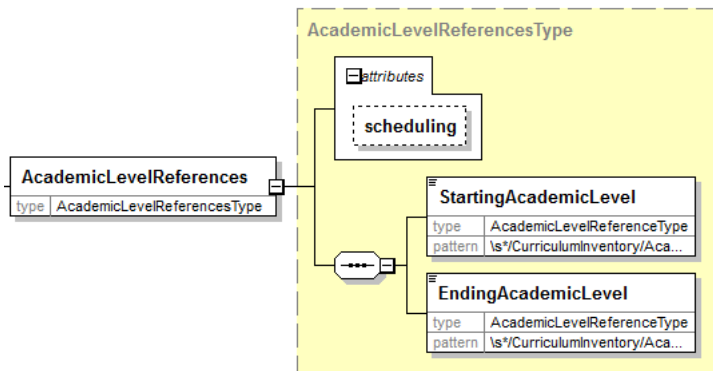 AcademicLevelReferencesType
attributes
scheduling
AcademicLevelReferences
type AcademicLevelReferencesType
StartingAcademicLevel
type AcademicLevelReferenceType
pattern \s*/CurriculumInventory/Aca...
EndingAcademicLevel
type AcademicLevelReferenceType
pattern \s*/CurriculumInventory/Aca...